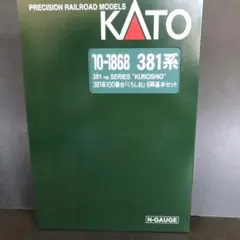 PRECISION RAILROAD MODELS
KATO
10-1868 381系
381 TYPE SERIES "KUROSHIO"
381系100番台「くろしお」6両基本セット
N-GAUGE